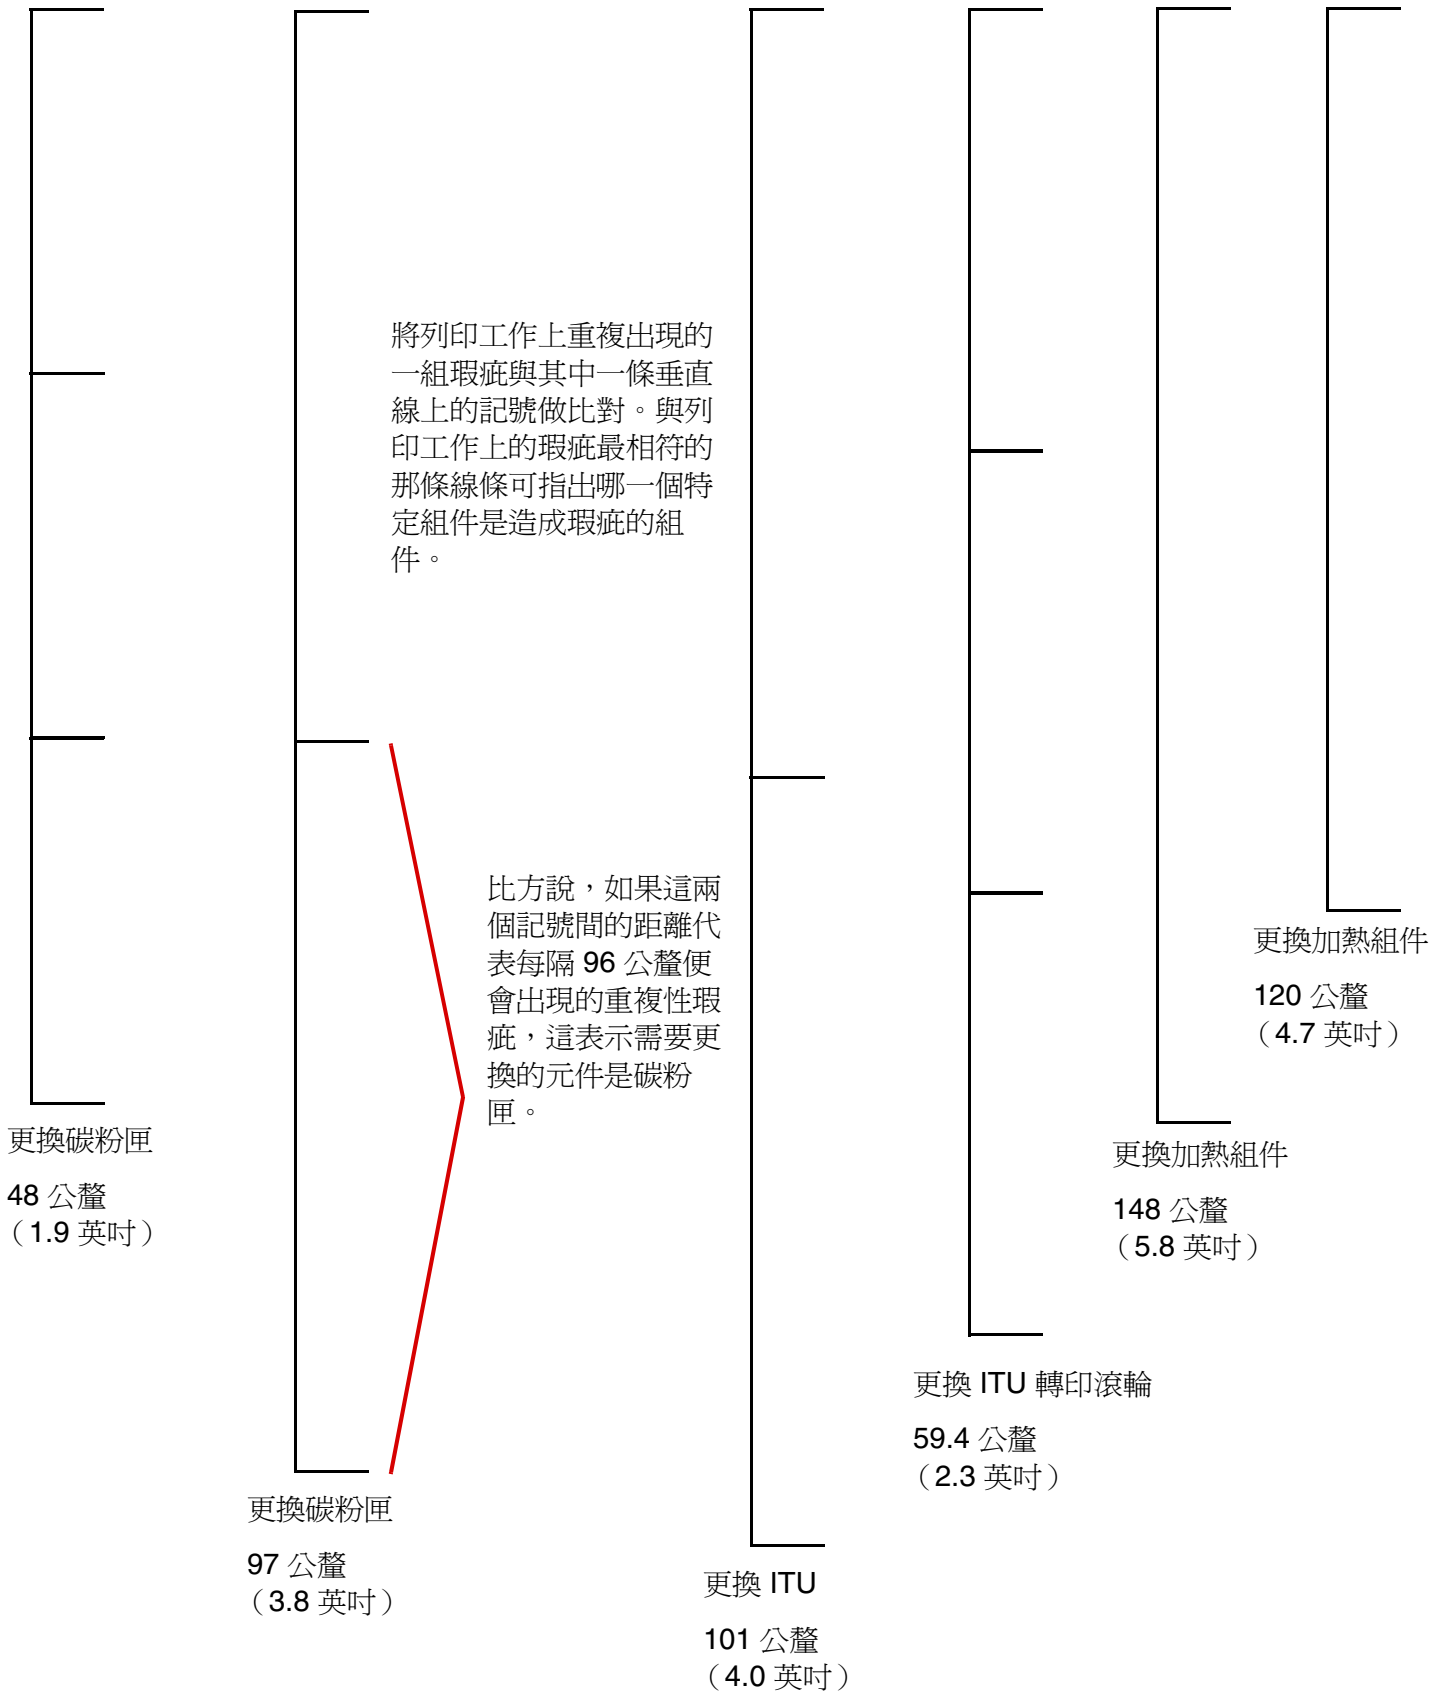 將列印工作上重複出現的
一組瑕疵與其中一條垂直
線上的記號做比對。與列
印工作上的瑕疵最相符的
那條線條可指出哪一個特
定組件是造成瑕疵的組
件。
比方說，如果這兩
個記號間的距離代
表每隔 96 公釐便
會出現的重複性瑕
疵，這表示需要更
換的元件是碳粉
匣。
更換碳粉匣
48 公釐
（1.9 英吋）
更換碳粉匣
97 公釐
（3.8 英吋）
更換 ITU
101 公釐
（4.0 英吋）
更換 ITU 轉印滾輪
59.4 公釐
（2.3 英吋）
更換加熱組件
148 公釐
（5.8 英吋）
更換加熱組件
120 公釐
（4.7 英吋）